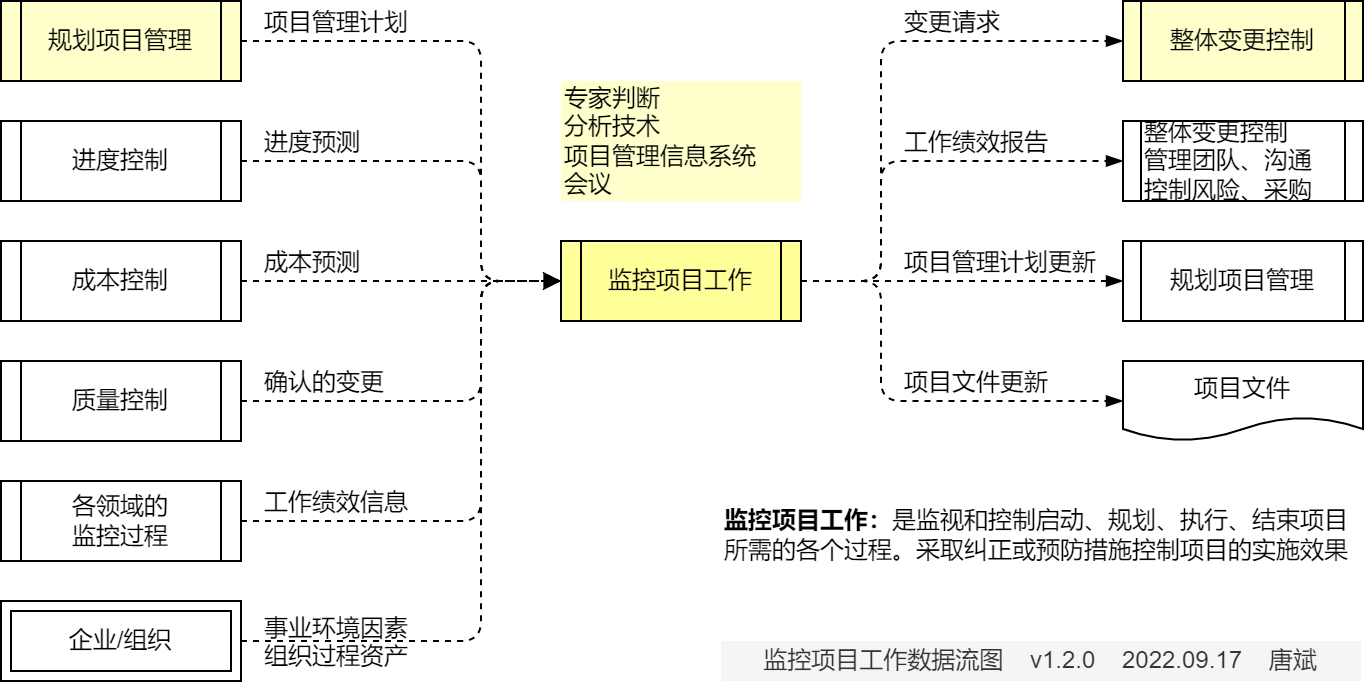 规划项目管理
项目管理计划
变更请求
整体变更控制
专家判断
分析技术
项目管理信息系统
会议
进度控制
进度预测
工作绩效报告
整体变更控制
管理团队、沟通
控制风险、采购
成本控制
成本预测
监控项目工作
项目管理计划更新
规划项目管理
质量控制
确认的变更
项目文件更新
项目文件
各领域的
监控过程
工作绩效信息
监控项目工作：是监视和控制启动、规划、执行、结束项目
所需的各个过程。采取纠正或预防措施控制项目的实施效果
企业/组织
事业环境因素
组织过程资产
监控项目工作数据流图 v1.2.0 2022.09.17 唐斌